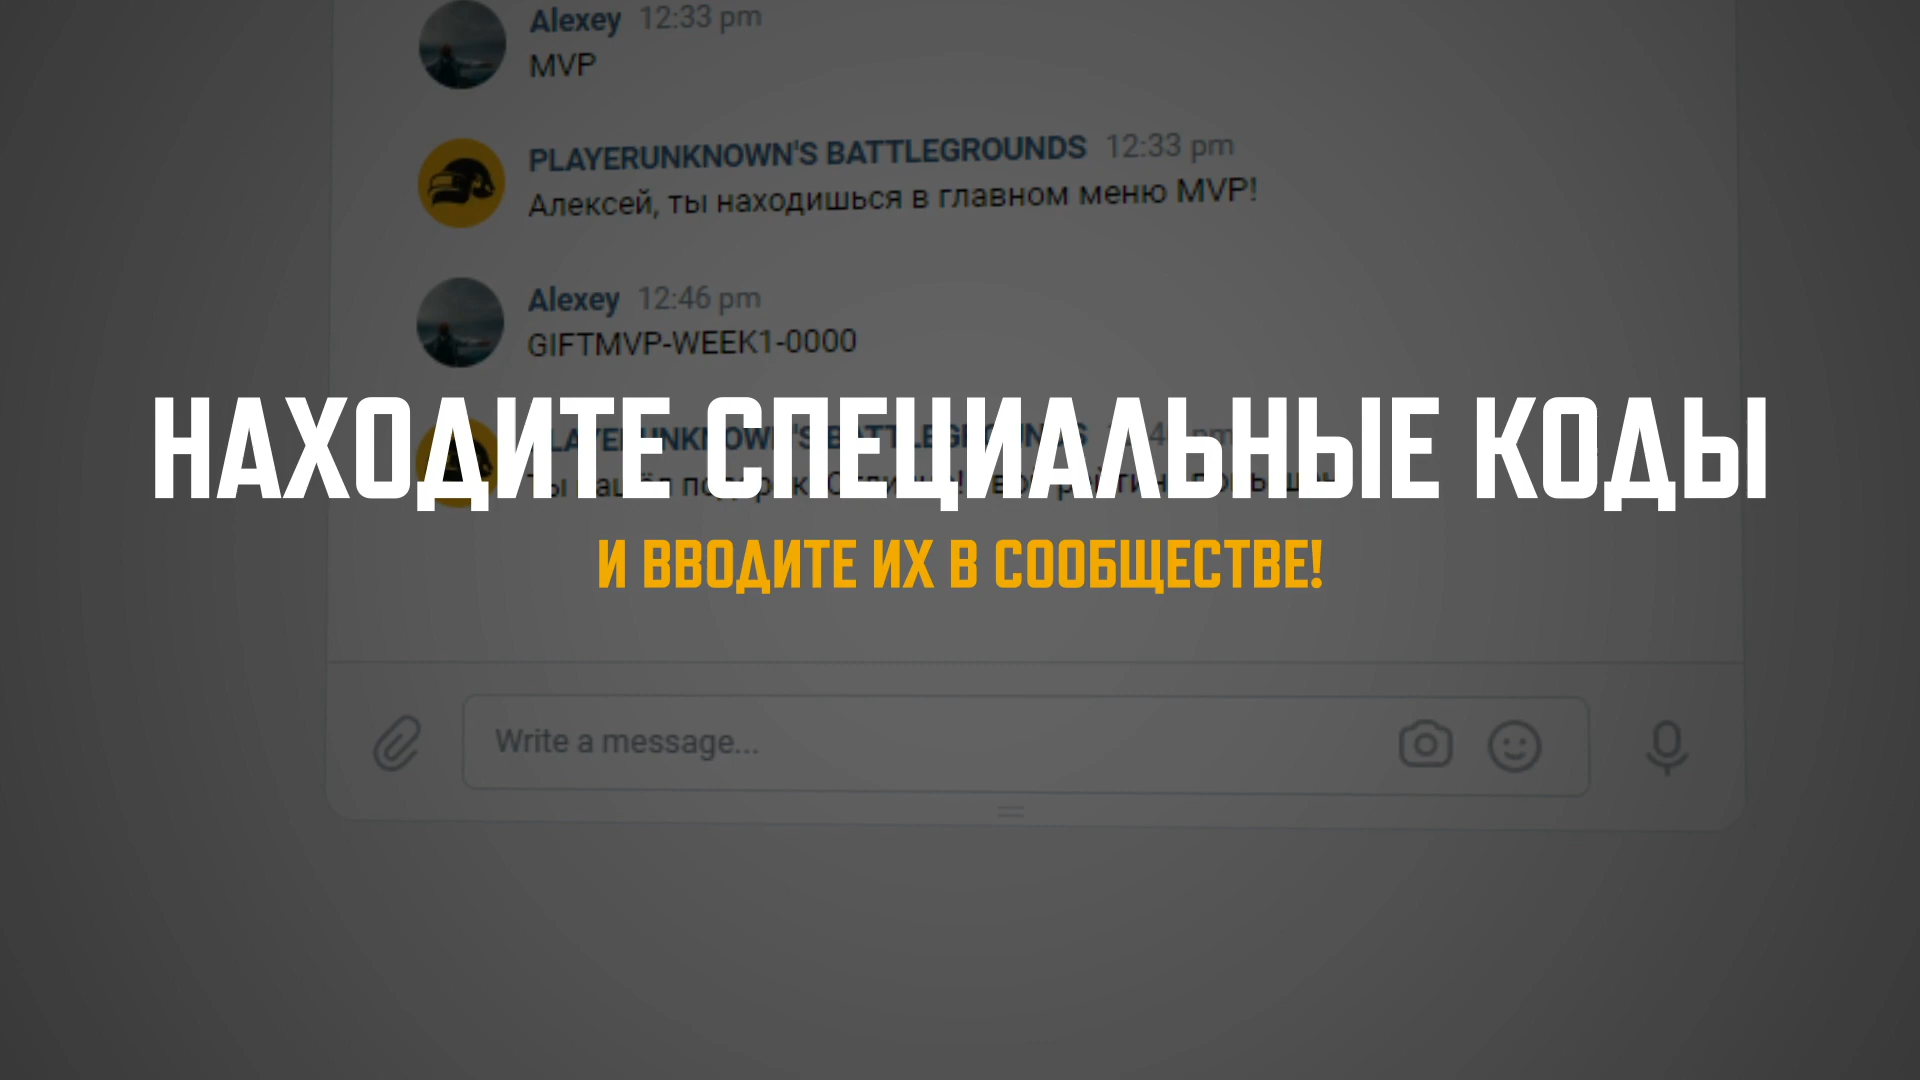 Alexey 12:33 pm
MVP
PLAYERUNKNOWN'S BATTLEGROUNDS 12:33 pm
Алексей, ты находишься в главном меню MVP!
Alexey 12:46 pm
GIFTMVP-WEEK1-0000
НАХОДИТЕ СПЕЦИАЛЬНЫЕ КОДЫ
И ВВОДИТЕ ИХ В СООБЩЕСТВЕ!
Write a message...